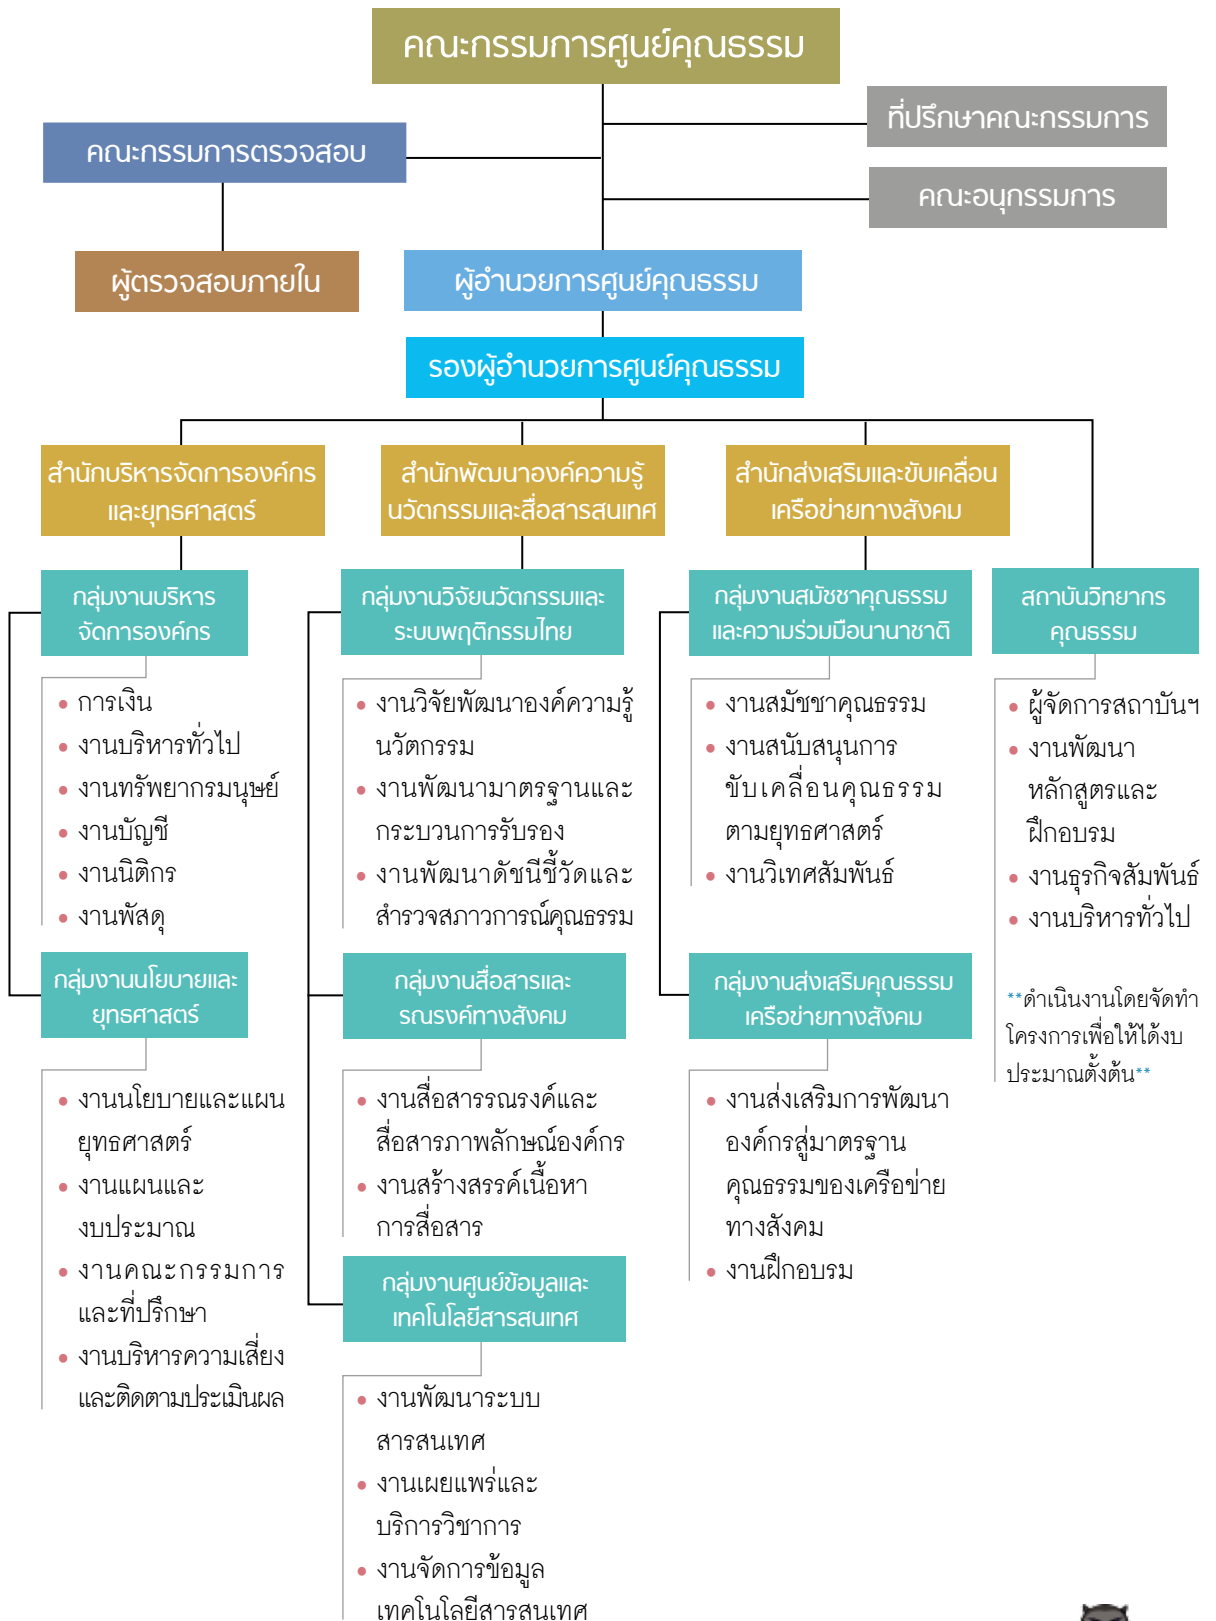 คณะกรรมการศูนย์คุณธรรม
ที่ปรึกษาคณะกรรมการ
คณะกรรมการตรวจสอบ
คณะอนุกรรมการ
ผู้ตรวจสอบภายใน
ผู้อำนวยการศูนย์คุณธรรม
รองผู้อำนวยการศูนย์คุณธรรม
สำนักบริหารจัดการองค์กร
และยุทธศาสตร์
กลุ่มงานบริหาร
จัดการองค์กร
• การเงิน
• งานบริหารทั่วไป
• งานทรัพยากรมนุษย์
• งานบัญชี
• งานนิติกร
• งานพัสดุ
กลุ่มงานนโยบายและ
ยุทธศาสตร์
• งานนโยบายและแผน
ยุทธศาสตร์
• งานแผนและ
งบประมาณ
• งานคณะกรรมการ
และที่ปรึกษา
• งานบริหารความเสี่ยง
และติดตามประเมินผล
สำนักพัฒนาองค์ความรู้
นวัตกรรมและสื่อสารสนเทศ
กลุ่มงานวิจัยนวัตกรรมและ
ระบบพฤติกรรมไทย
• งานวิจัยพัฒนาองค์ความรู้
นวัตกรรม
• งานพัฒนามาตรฐานและ
กระบวนการรับรอง
• งานพัฒนาดัชนีชี้วัดและ
สำรวจสภาวการณ์คุณธรรม
กลุ่มงานสื่อสารและ
รณรงค์ทางสังคม
• งานสื่อสารรณรงค์และ
สื่อสารภาพลักษณ์องค์กร
• งานสร้างสรรค์เนื้อหา
การสื่อสาร
กลุ่มงานศูนย์ข้อมูลและ
เทคโนโลยีสารสนเทศ
• งานพัฒนาระบบ
สารสนเทศ
• งานเผยแพร่และ
บริการวิชาการ
• งานจัดการข้อมูล
เทคโนโลยีสารสนเทศ
สำนักส่งเสริมและขับเคลื่อน
เครือข่ายทางสังคม
กลุ่มงานสมัชชาคุณธรรม
และความร่วมมือนานาชาติ
• งานสมัชชาคุณธรรม
• งานสนับสนุนการ
ขับเคลื่อนคุณธรรม
ตามยุทธศาสตร์
• งานวิเทศสัมพันธ์
กลุ่มงานส่งเสริมคุณธรรม
เครือข่ายทางสังคม
• งานส่งเสริมการพัฒนา
องค์กรสู่มาตรฐาน
คุณธรรมของเครือข่าย
ทางสังคม
• งานฝึกอบรม
สถาบันวิทยากร
คุณธรรม
• ผู้จัดการสถาบันฯ
• งานพัฒนา
หลักสูตรและ
ฝึกอบรม
• งานธุรกิจสัมพันธ์
• งานบริหารทั่วไป
**ดำเนินงานโดยจัดทำ
โครงการเพื่อให้ได้งบ
ประมาณตั้งต้น**